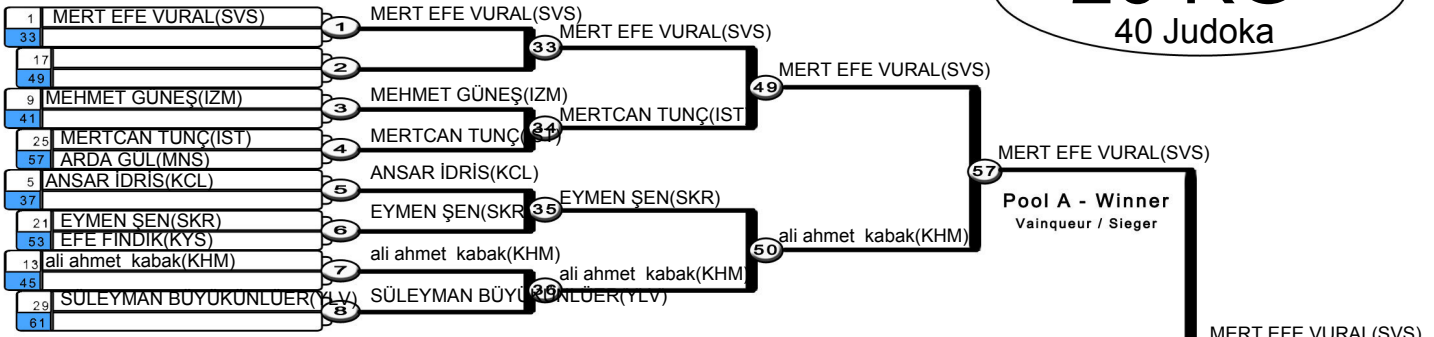 40 Judoka
1 MERT EFE VURAL(SVS)
33
17
49
9 MEHMET GÜNEŞ(IZM)
41
25 MERTCAN TUNÇ(IST)
57 ARDA GÜL(MNS)
5 ANSAR İDRİS(KCL)
37
21 EYMEN ŞEN(SKR)
53 EFE FINDIK(KYS)
13 ali ahmet kabak(KHM)
45
29 SÜLEYMAN BÜYÜKÜNLÜER(YLV)
61
1 MERT EFE VURAL(SVS)
2
3 MEHMET GÜNEŞ(IZM)
4 MERTCAN TUNÇ(IST)
5 ANSAR İDRİS(KCL)
6 EYMEN ŞEN(SKR)
7 ali ahmet kabak(KHM)
8 SÜLEYMAN BÜYÜKÜNLÜER(YLV)
33 MERT EFE VURAL(SVS)
34 MERTCAN TUNÇ(IST)
35 EYMEN ŞEN(SKR)
36 ali ahmet kabak(KHM)
49 MERT EFE VURAL(SVS)
50 ali ahmet kabak(KHM)
57 MERT EFE VURAL(SVS)
Pool A - Winner
Vainqueur / Sieger
MERT EFE VURAL(SVS)